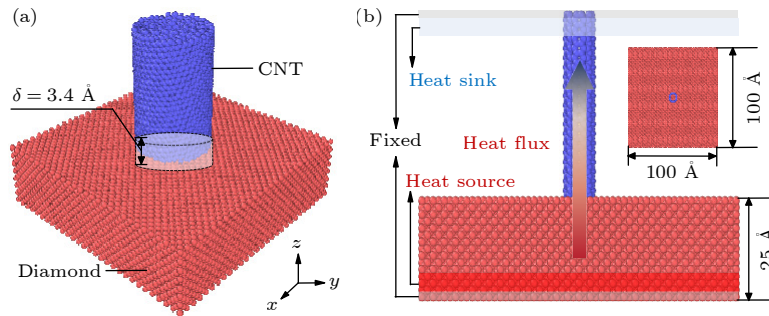 (a)
CNT
δ = 3.4 Å
Diamond
z
y
x
(b)
Heat sink
Fixed
Heat flux
Heat source
100 Å
100 Å
25 Å